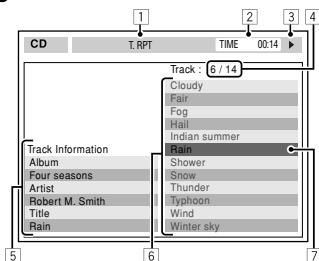 1 2 3 4
CD T. RPT TIME 00:14
Track : 6 / 14
Cloudy
Fair
Fog
Hail
Indian summer
Rain
Shower
Snow
Thunder
Typhoon
Wind
Winter sky
Track Information
Album
Four seasons
Artist
Robert M. Smith
Title
Rain
5 6 7